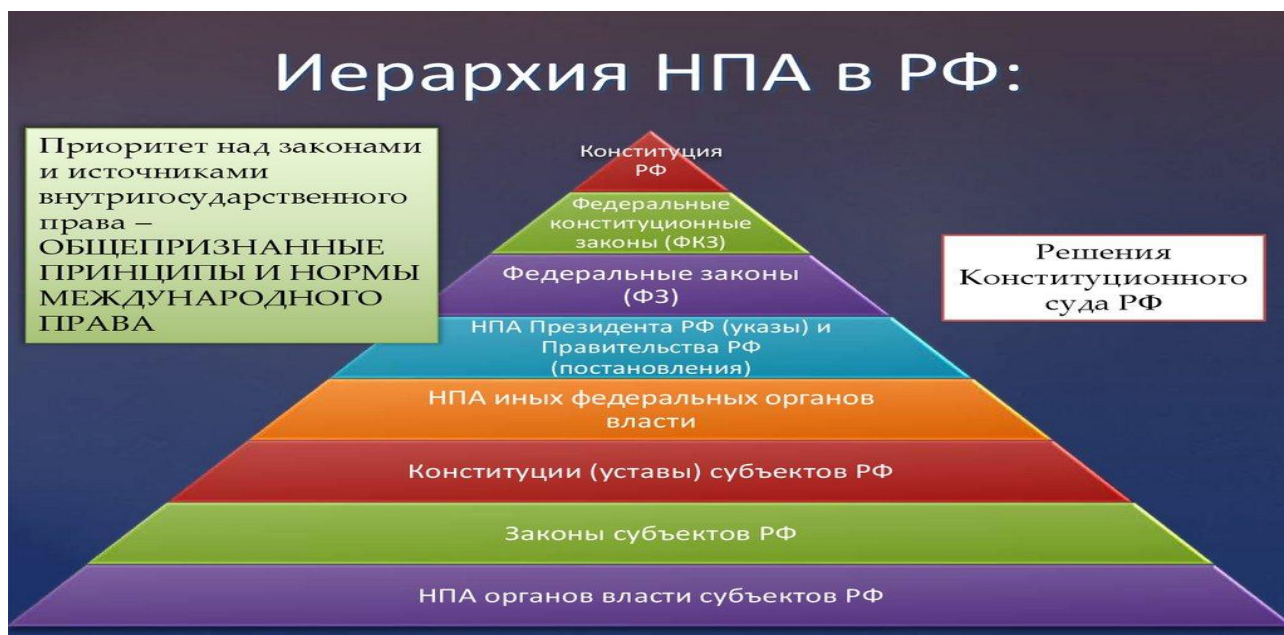 Иерархия НПА в РФ:
Приоритет над законами
и источниками
внутригосударственного
права –
ОБЩЕПРИЗНАННЫЕ
ПРИНЦИПЫ И НОРМЫ
МЕЖДУНАРОДНОГО
ПРАВА
Конституция
РФ
Федеральные
конституционные
законы (ФКЗ)
Федеральные законы
(ФЗ)
НПА Президента РФ (указы) и
Правительства РФ
(постановления)
НПА иных федеральных органов
власти
Конституции (уставы) субъектов РФ
Законы субъектов РФ
НПА органов власти субъектов РФ
Решения
Конституционного
суда РФ